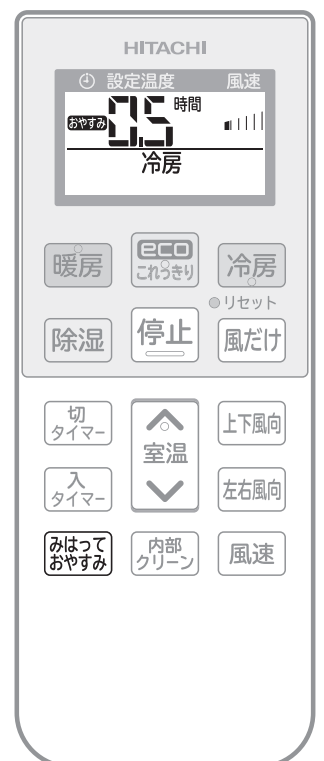 HITACHI
設定温度 風速
おやすみ 0.5 時間
冷房
暖房 eco これっきり 冷房
リセット
除湿 停止 風だけ
切 タイマー
室温
上下風向
入 タイマー
左右風向
みはって おやすみ
内部 クリーン
風速